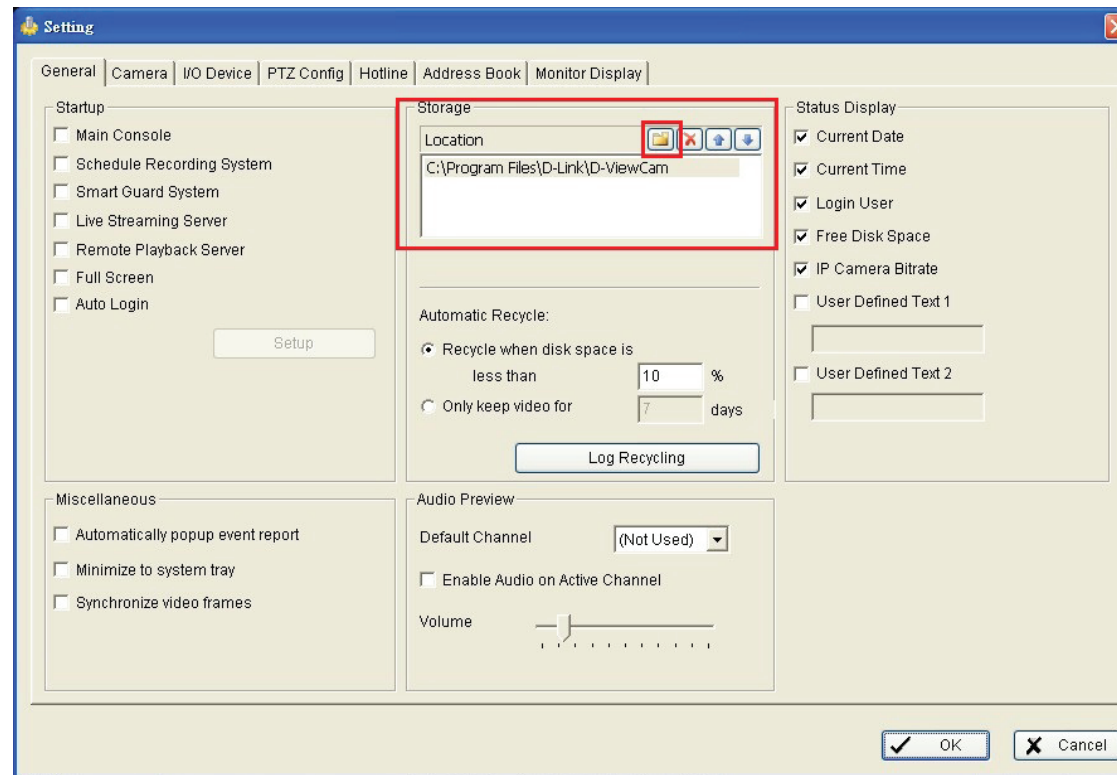 Setting
General Camera I/O Device PTZ Config Hotline Address Book Monitor Display
Startup
Main Console
Schedule Recording System
Smart Guard System
Live Streaming Server
Remote Playback Server
Full Screen
Auto Login
Setup
Storage
Location
C:\Program Files\D-Link\D-ViewCam
Automatic Recycle:
Recycle when disk space is
less than 10 %
Only keep video for 7 days
Log Recycling
Status Display
Current Date
Current Time
Login User
Free Disk Space
IP Camera Bitrate
User Defined Text 1
User Defined Text 2
Miscellaneous
Automatically popup event report
Minimize to system tray
Synchronize video frames
Audio Preview
Default Channel (Not Used)
Enable Audio on Active Channel
Volume
OK Cancel